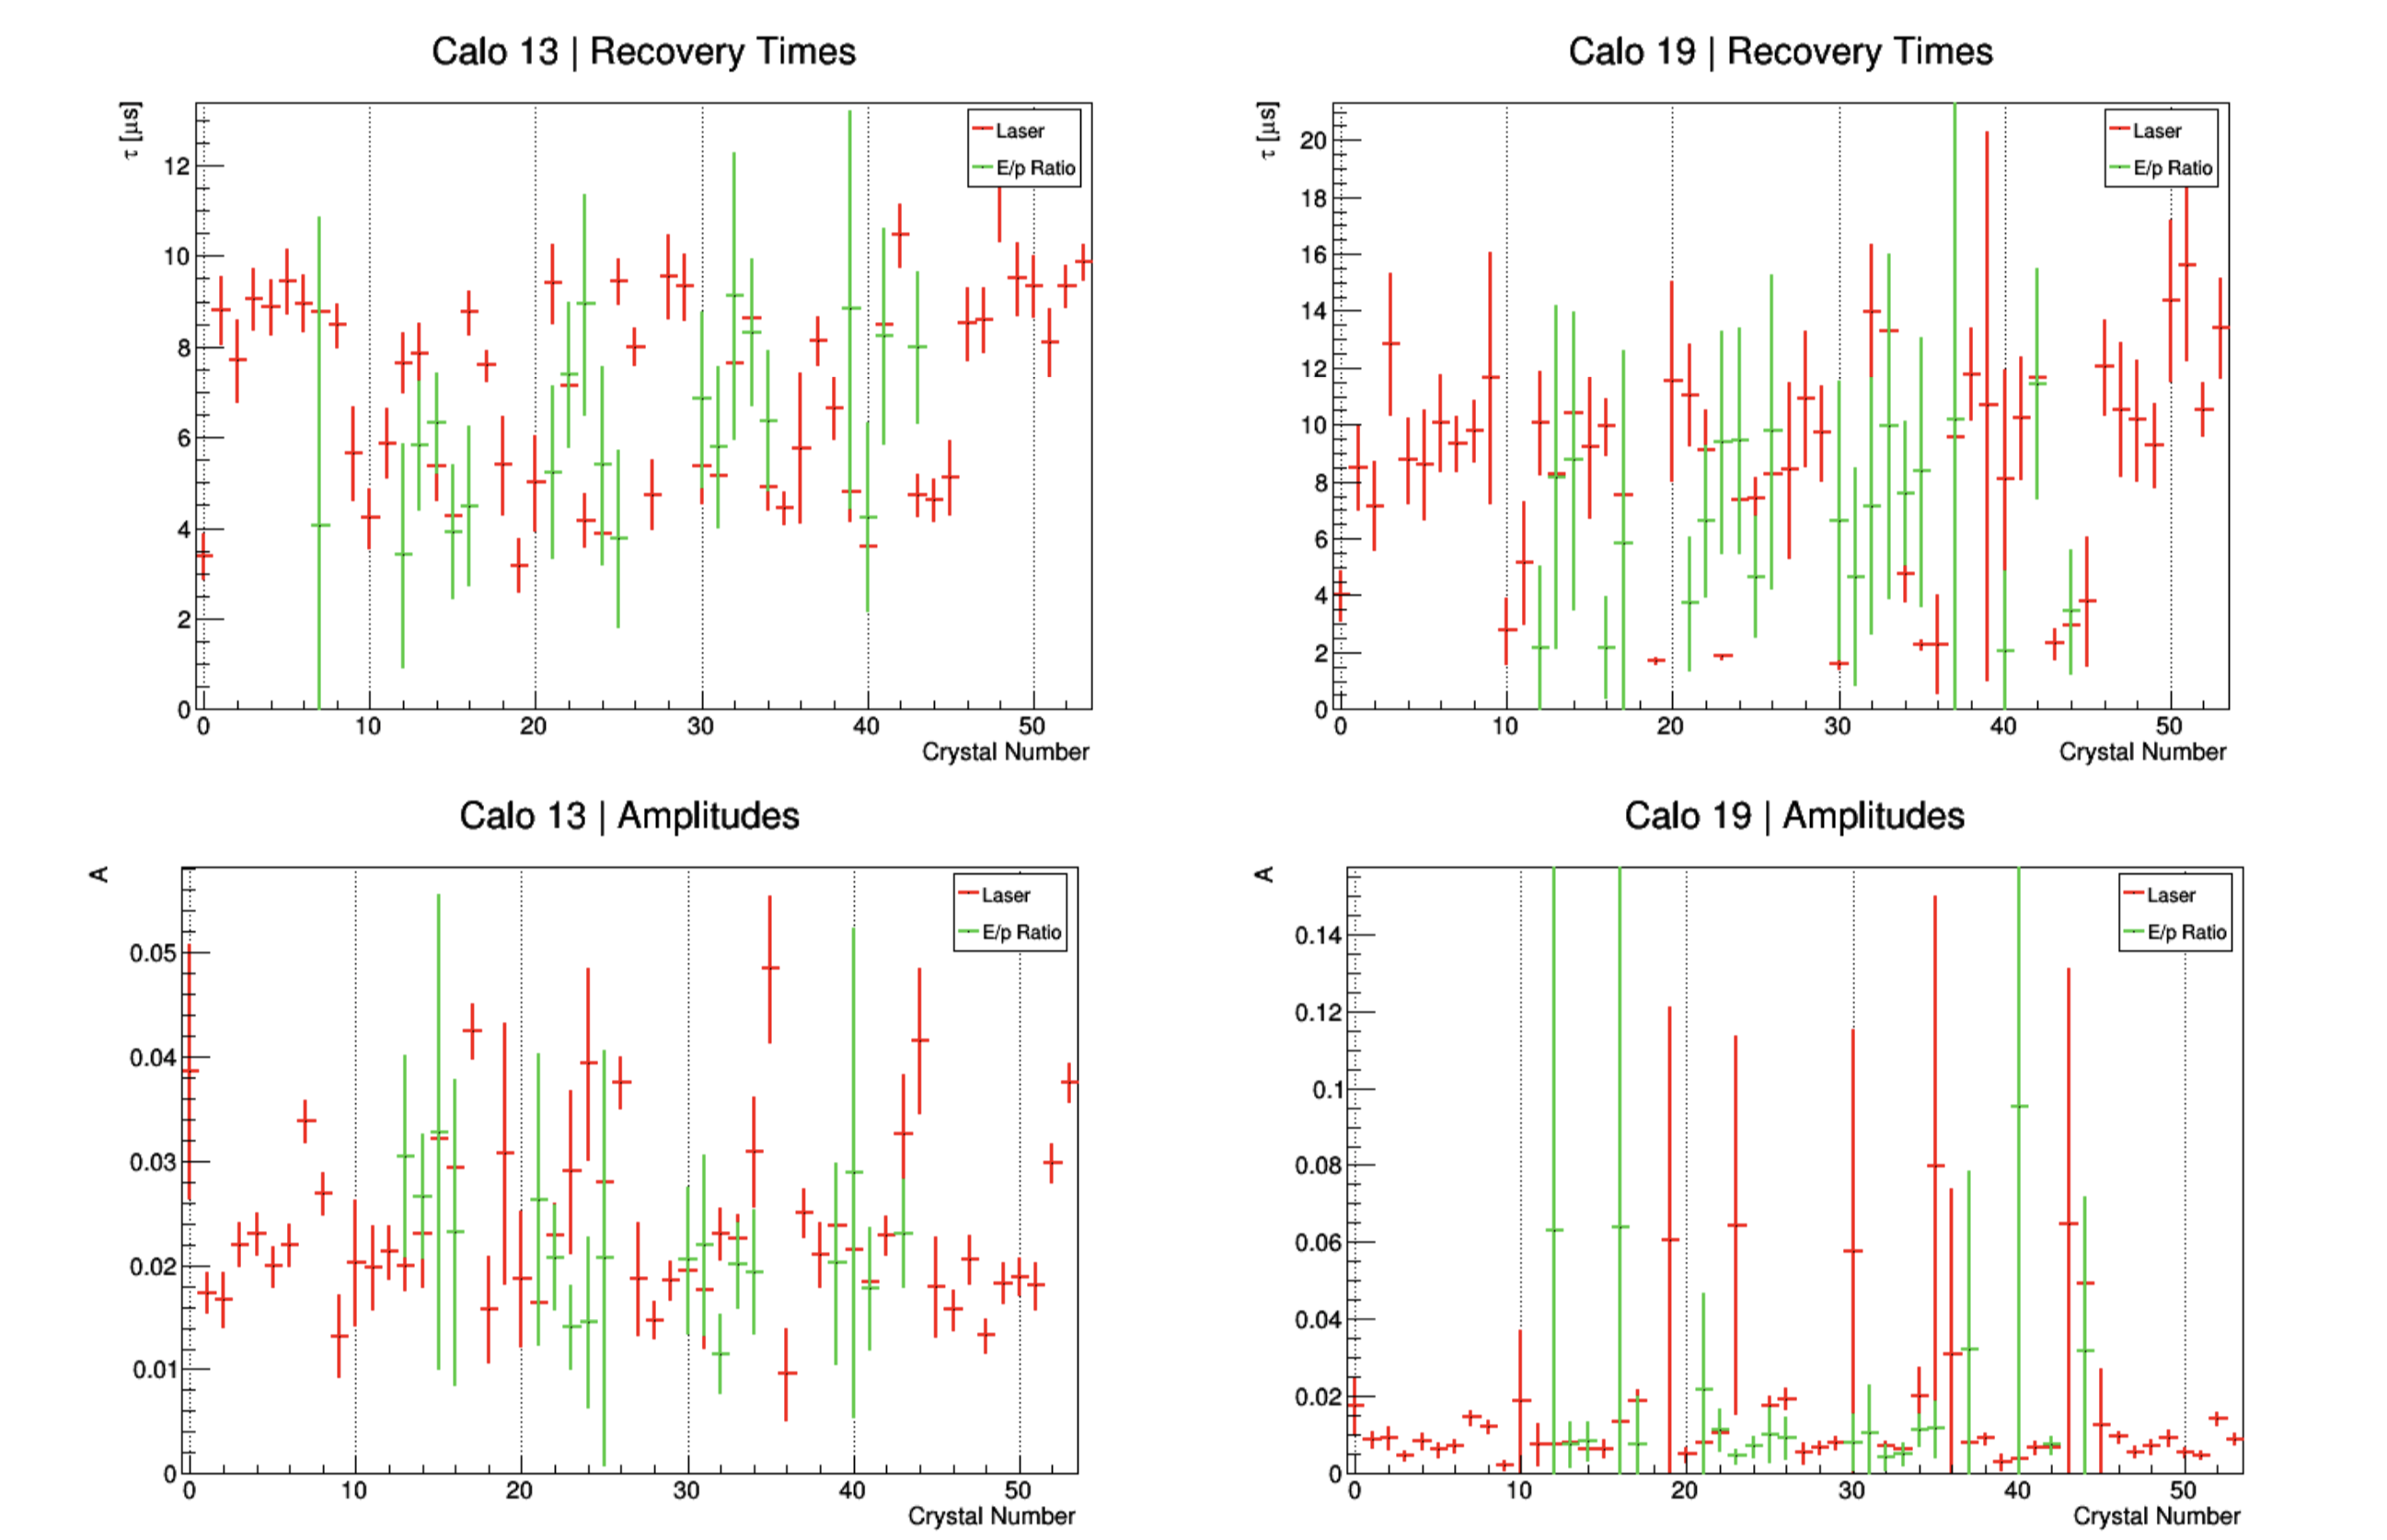 Calo 13 | Recovery Times
τ [μs]
Laser
E/p Ratio
12
10
8
6
4
2
0
0 10 20 30 40 50
Crystal Number
Calo 19 | Recovery Times
τ [μs]
Laser
E/p Ratio
20
18
16
14
12
10
8
6
4
2
0
0 10 20 30 40 50
Crystal Number
Calo 13 | Amplitudes
A
Laser
E/p Ratio
0.05
0.04
0.03
0.02
0.01
0
0 10 20 30 40 50
Crystal Number
Calo 19 | Amplitudes
A
Laser
E/p Ratio
0.14
0.12
0.1
0.08
0.06
0.04
0.02
0
0 10 20 30 40 50
Crystal Number